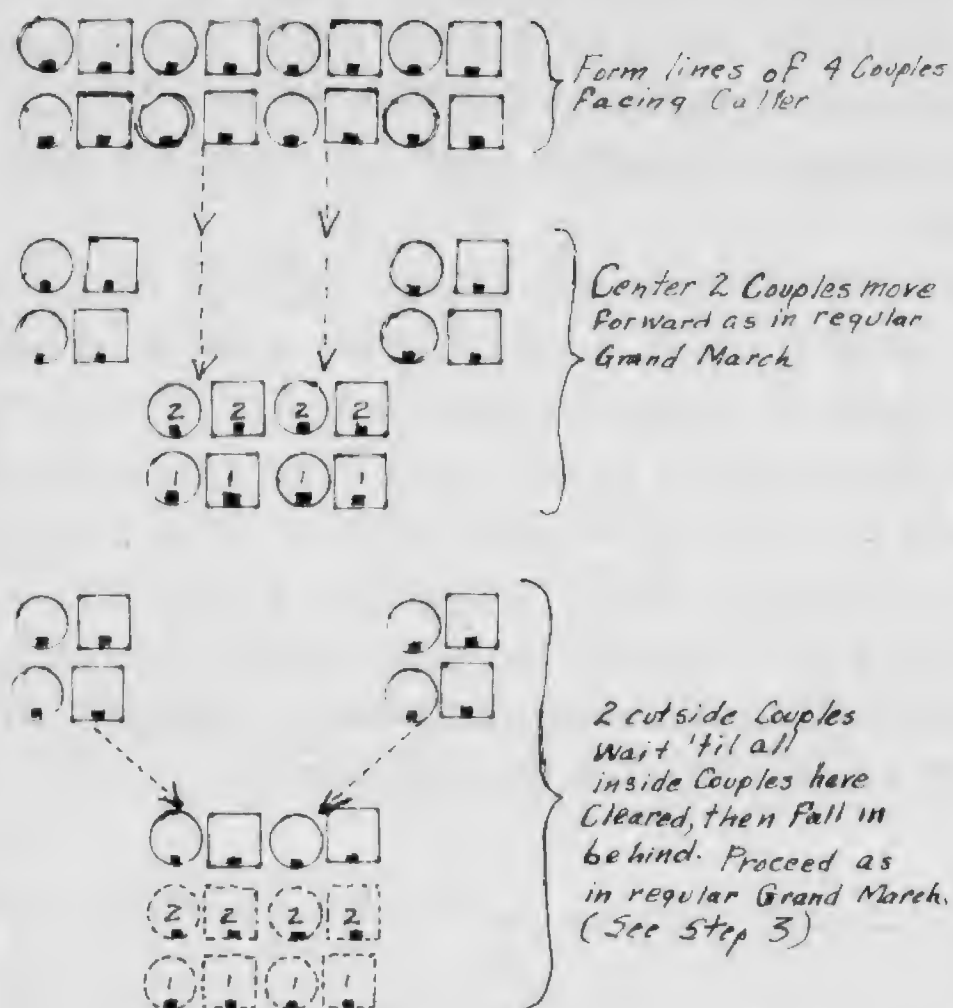 Form lines of 4 Couples
Facing Caller
Center 2 Couples move
Forward as in regular
Grand March
2 2 2 2
1 1 1 1
2 outside Couples
Wait 'til all
inside Couples have
Cleared, then Fall in
behind. Proceed as
in regular Grand March.
(See Step 3)
2 2 2 2
1 1 1 1